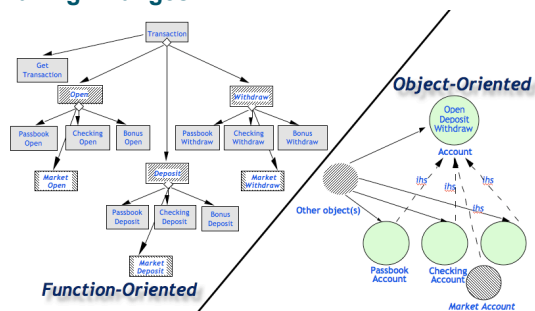 Transaction
Get
Transaction
Open
Withdraw
Passbook
Open
Checking
Open
Bonus
Open
Passbook
Withdraw
Checking
Withdraw
Bonus
Withdraw
Market
Open
Deposit
Market
Withdraw
Passbook
Deposit
Checking
Deposit
Bonus
Deposit
Market
Deposit
Function-Oriented
Object-Oriented
Open
Deposit
Withdraw
Account
ihs
ihs
ihs
ihs
Other object(s)
Passbook
Account
Checking
Account
Market Account